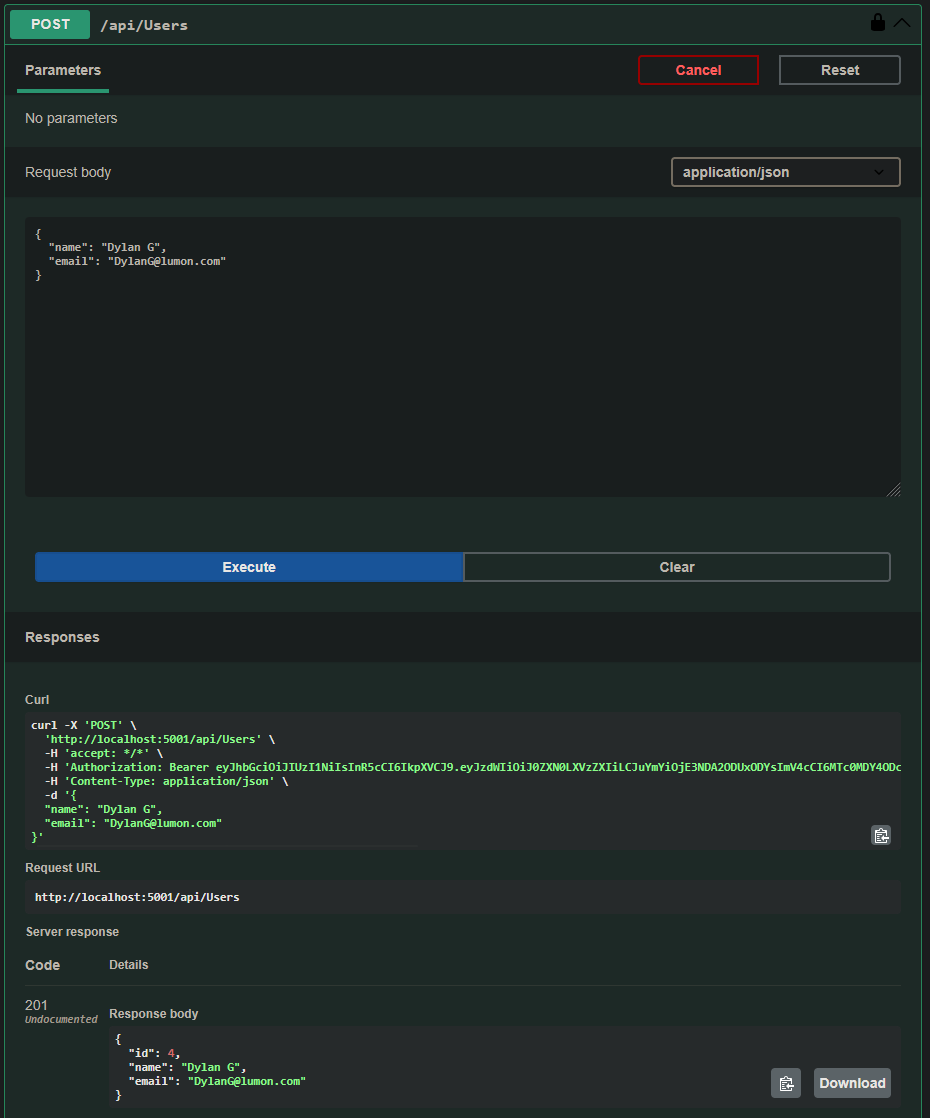 POST /api/Users
Parameters
Cancel
Reset
No parameters
Request body
application/json
{
  "name": "Dylan G",
  "email": "DylanG@lumon.com"
}
Execute
Clear
Responses
Curl
curl -X 'POST' \
  'http://localhost:5001/api/Users' \
  -H 'accept: */*' \
  -H 'Authorization: Bearer eyJhbGciOiJIUzI1NiIsInR5cCI6IkpXVCJ9.eyJzdWIiOiJ0ZXN0LXVzZXIiLCJuYmYiOjE3NDA2ODUxODYsImV4cCI6MTc0MDY4ODc
  -H 'Content-Type: application/json' \
  -d '{
  "name": "Dylan G",
  "email": "DylanG@lumon.com"
}'
Request URL
http://localhost:5001/api/Users
Server response
Code Details
201
Undocumented
Response body
{
  "id": 4,
  "name": "Dylan G",
  "email": "DylanG@lumon.com"
}
Download